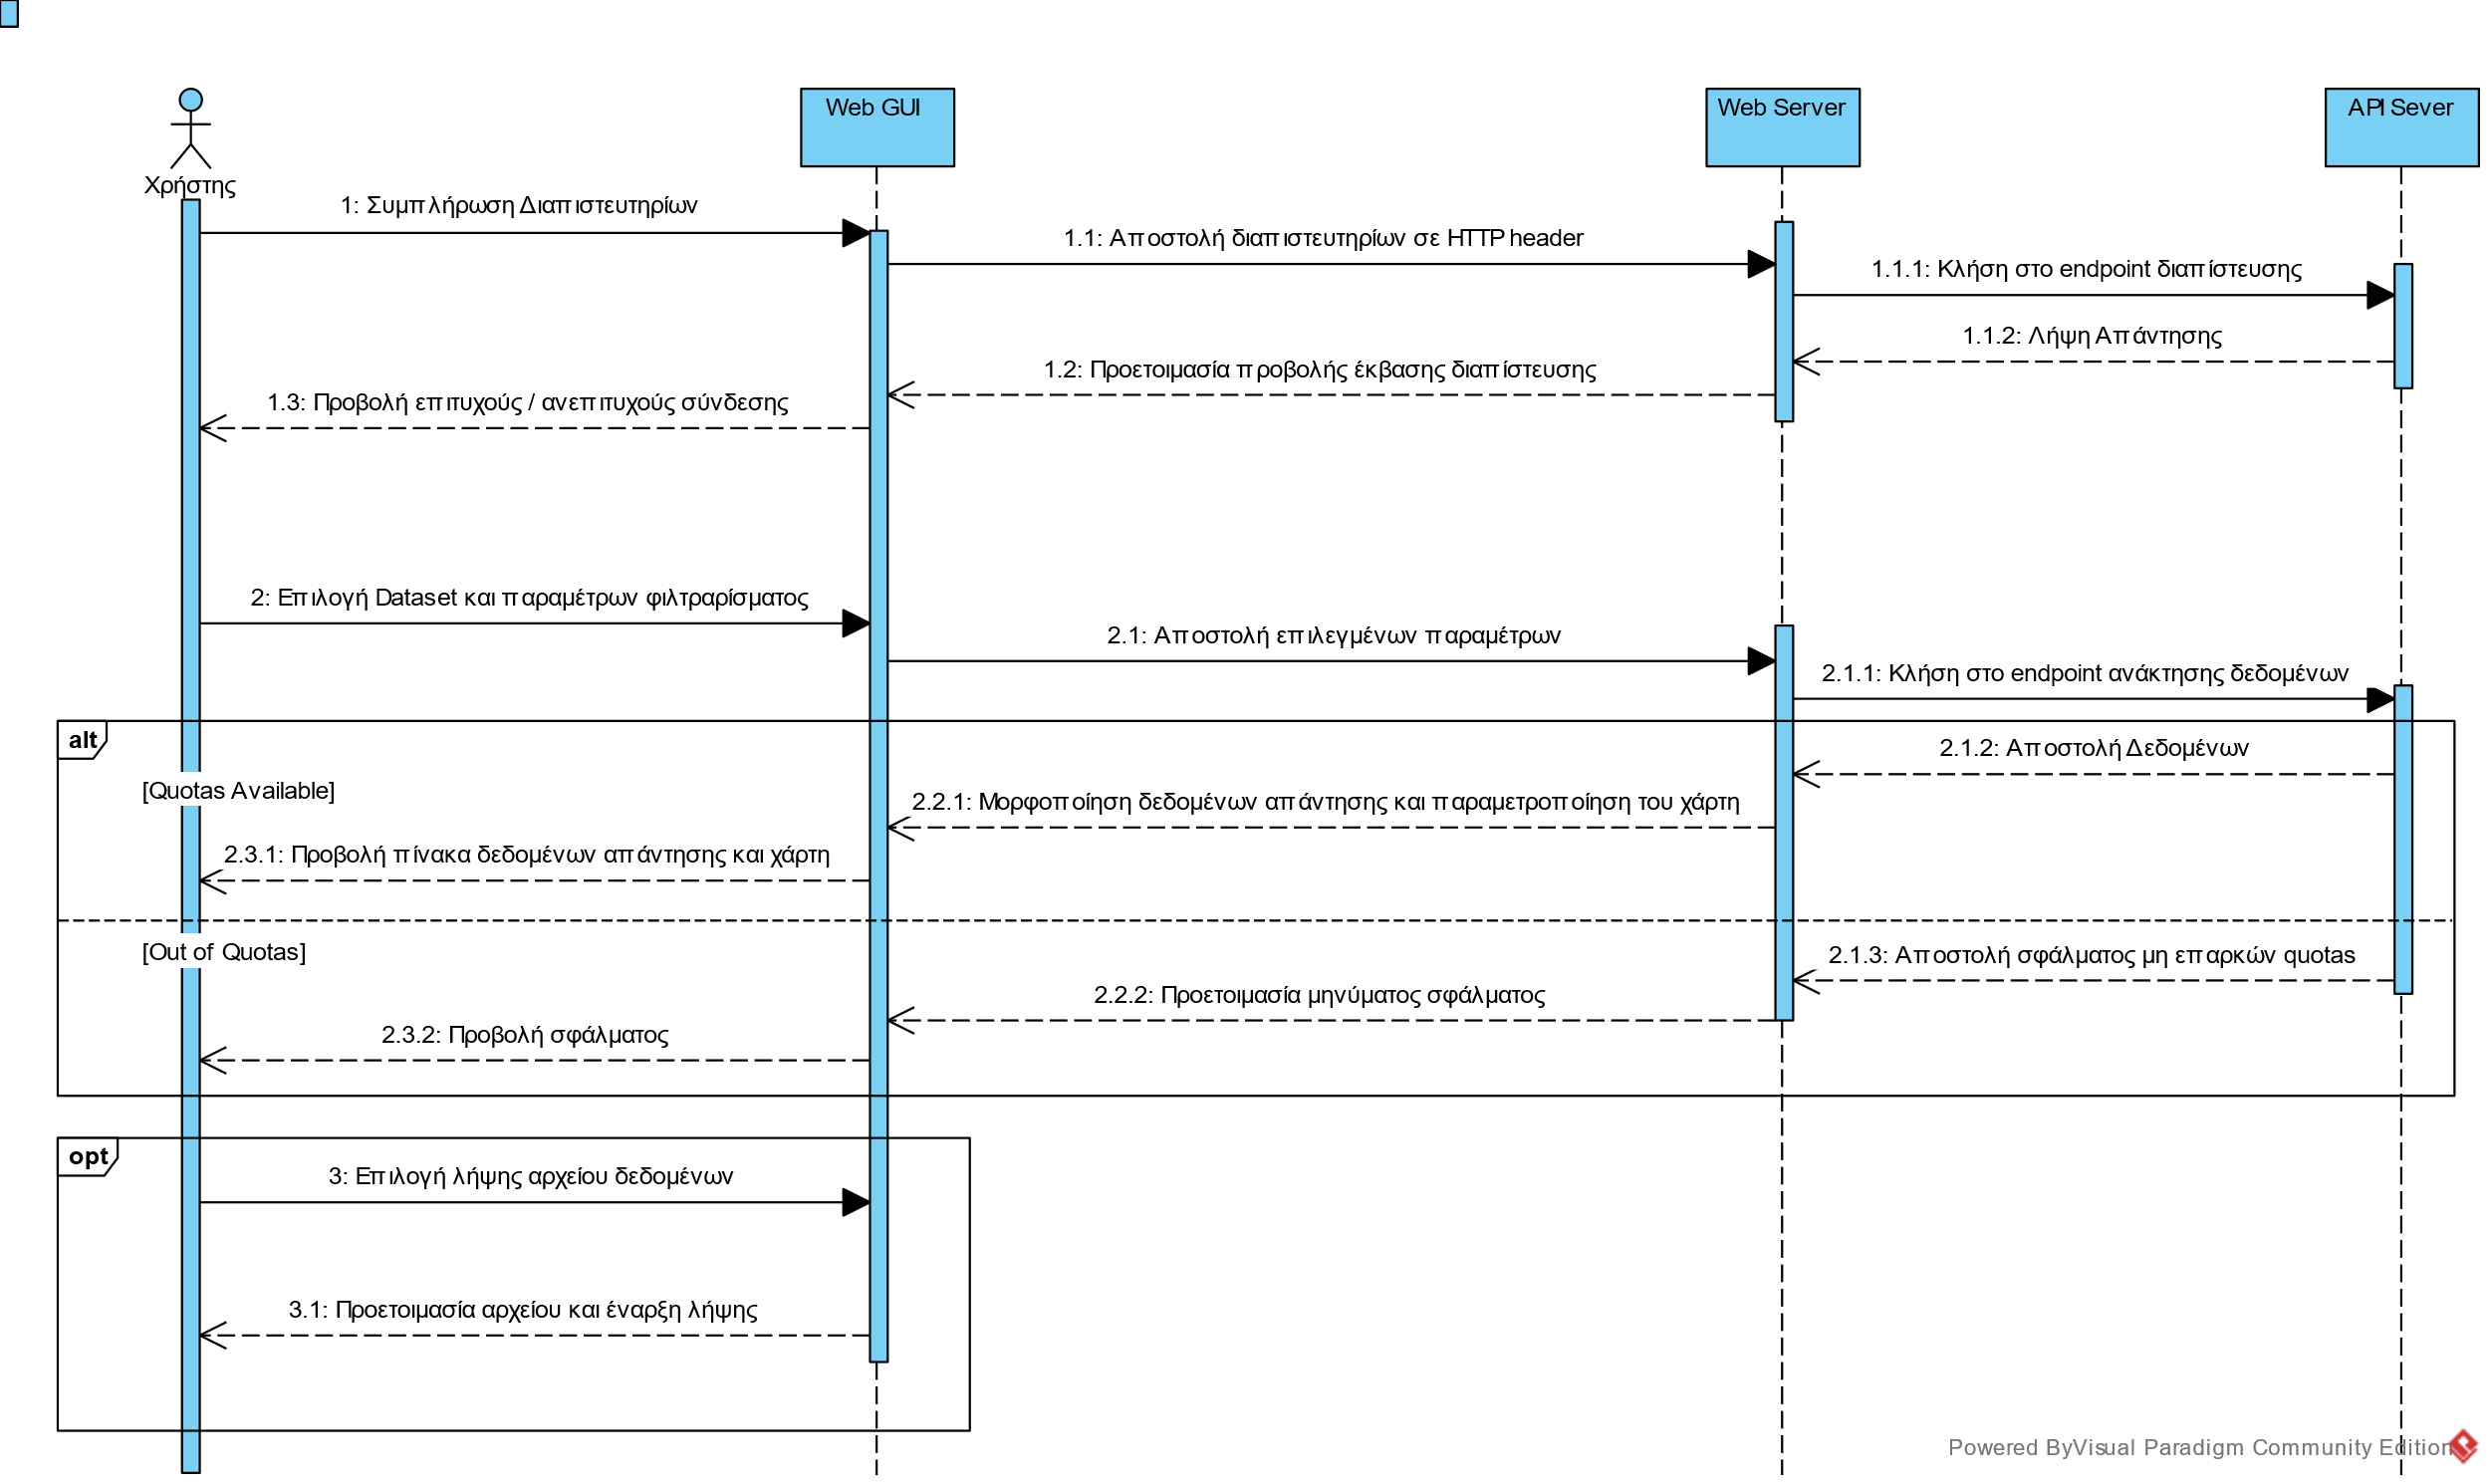 Χρήστης
Web GUI
Web Server
API Sever
1: Συμπλήρωση Διαπιστευτηρίων
1.1: Αποστολή διαπιστευτηρίων σε HTTP header
1.1.1: Κλήση στο endpoint διαπίστευσης
1.1.2: Λήψη Απάντησης
1.2: Προετοιμασία προβολής έκβασης διαπίστευσης
1.3: Προβολή επιτυχούς / ανεπιτυχούς σύνδεσης
2: Επιλογή Dataset και παραμέτρων φιλτραρίσματος
2.1: Αποστολή επιλεγμένων παραμέτρων
2.1.1: Κλήση στο endpoint ανάκτησης δεδομένων
alt
2.1.2: Αποστολή Δεδομένων
[Quotas Available]
2.2.1: Μορφοποίηση δεδομένων απάντησης και παραμετροποίηση του χάρτη
2.3.1: Προβολή πίνακα δεδομένων απάντησης και χάρτη
[Out of Quotas]
2.1.3: Αποστολή σφάλματος μη επαρκών quotas
2.2.2: Προετοιμασία μηνύματος σφάλματος
2.3.2: Προβολή σφάλματος
opt
3: Επιλογή λήψης αρχείου δεδομένων
3.1: Προετοιμασία αρχείου και έναρξη λήψης
Powered By Visual Paradigm Community Edition